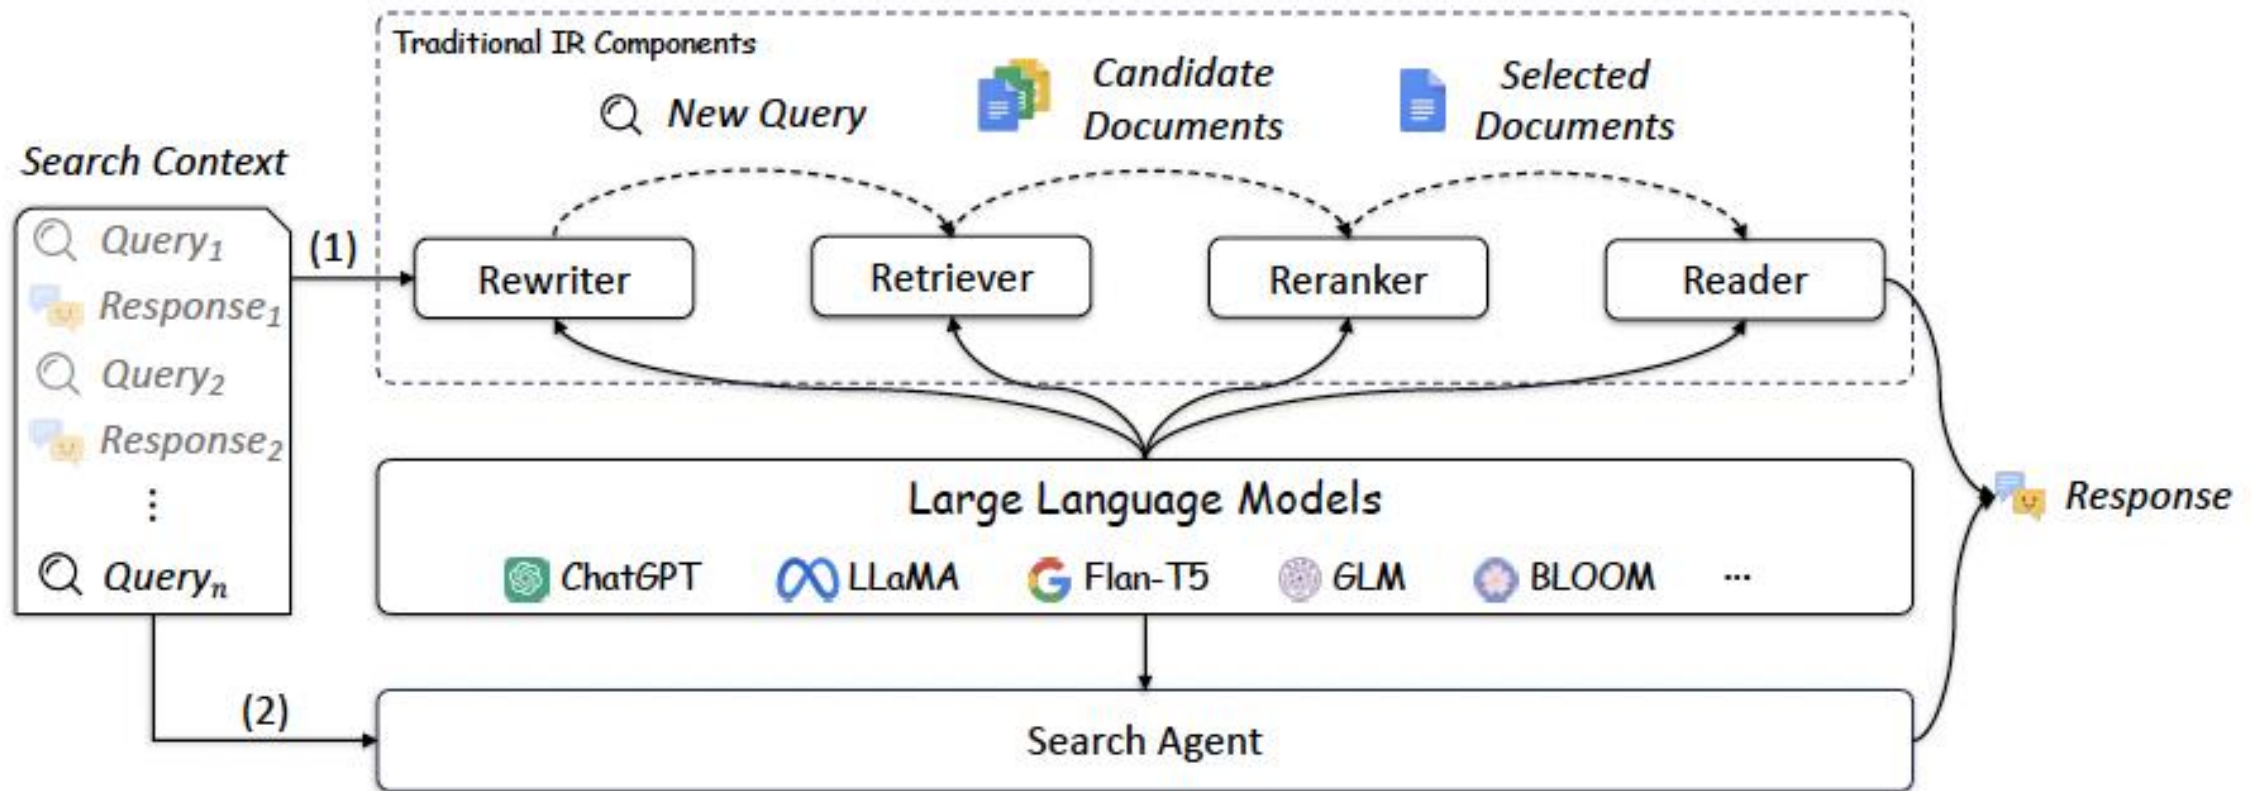 Traditional IR Components
New Query
Candidate
Documents
Selected
Documents
Search Context
Query₁
Response₁
Query₂
Response₂
⋮
Queryₙ
(1)
Rewriter
Retriever
Reranker
Reader
Large Language Models
ChatGPT
LLaMA
Flan-T5
GLM
BLOOM
...
Response
(2)
Search Agent